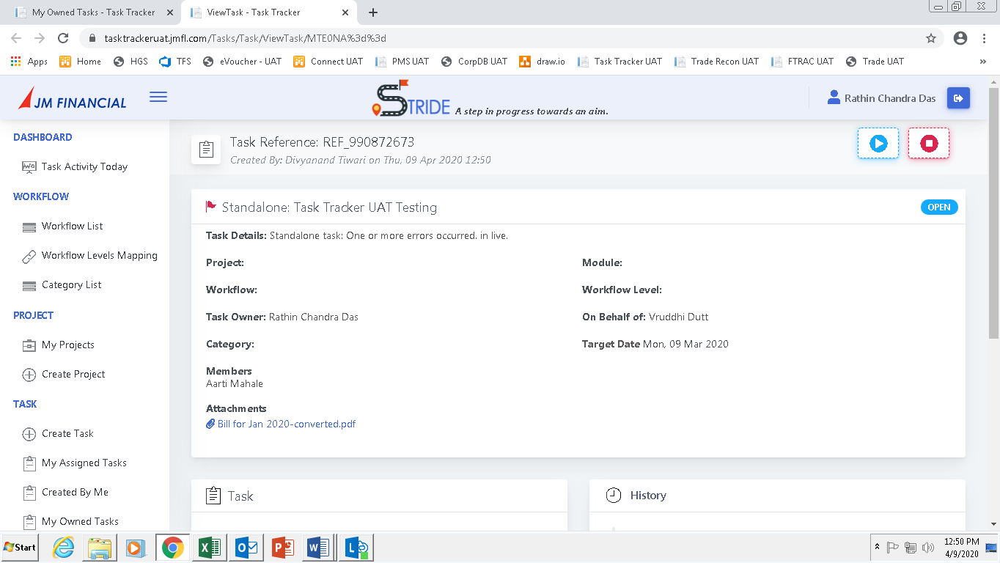 My Owned Tasks - Task Tracker
ViewTask - Task Tracker
tasktrackeruat.jmfl.com/Tasks/Task/ViewTask/MTE0NA%3d%3d
Apps Home HGS TFS eVoucher - UAT Connect UAT PMS UAT CorpDB UAT draw.io Task Tracker UAT Trade Recon UAT FTRAC UAT Trade UAT »
JM FINANCIAL
STRIDE A step in progress towards an aim.
Rathin Chandra Das
DASHBOARD
Task Activity Today
WORKFLOW
Workflow List
Workflow Levels Mapping
Category List
PROJECT
My Projects
Create Project
TASK
Create Task
My Assigned Tasks
Created By Me
My Owned Tasks
Task Reference: REF_990872673
Created By: Divyanand Tiwari on Thu, 09 Apr 2020 12:50
Standalone: Task Tracker UAT Testing
OPEN
Task Details: Standalone task: One or more errors occurred. in live.
Project: Module:
Workflow: Workflow Level:
Task Owner: Rathin Chandra Das On Behalf of: Vruddhi Dutt
Category: Target Date Mon, 09 Mar 2020
Members
Aarti Mahale
Attachments
Bill for Jan 2020-converted.pdf
Task
History
Start
12:50 PM
4/9/2020